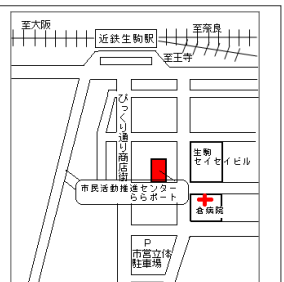 至大阪
近鉄生駒駅
至奈良
至王寺
ぴっくり通り商店街
生駒
セイセイビル
市民活動推進センター
ららポート
倉病院
P
市営立体
駐車場